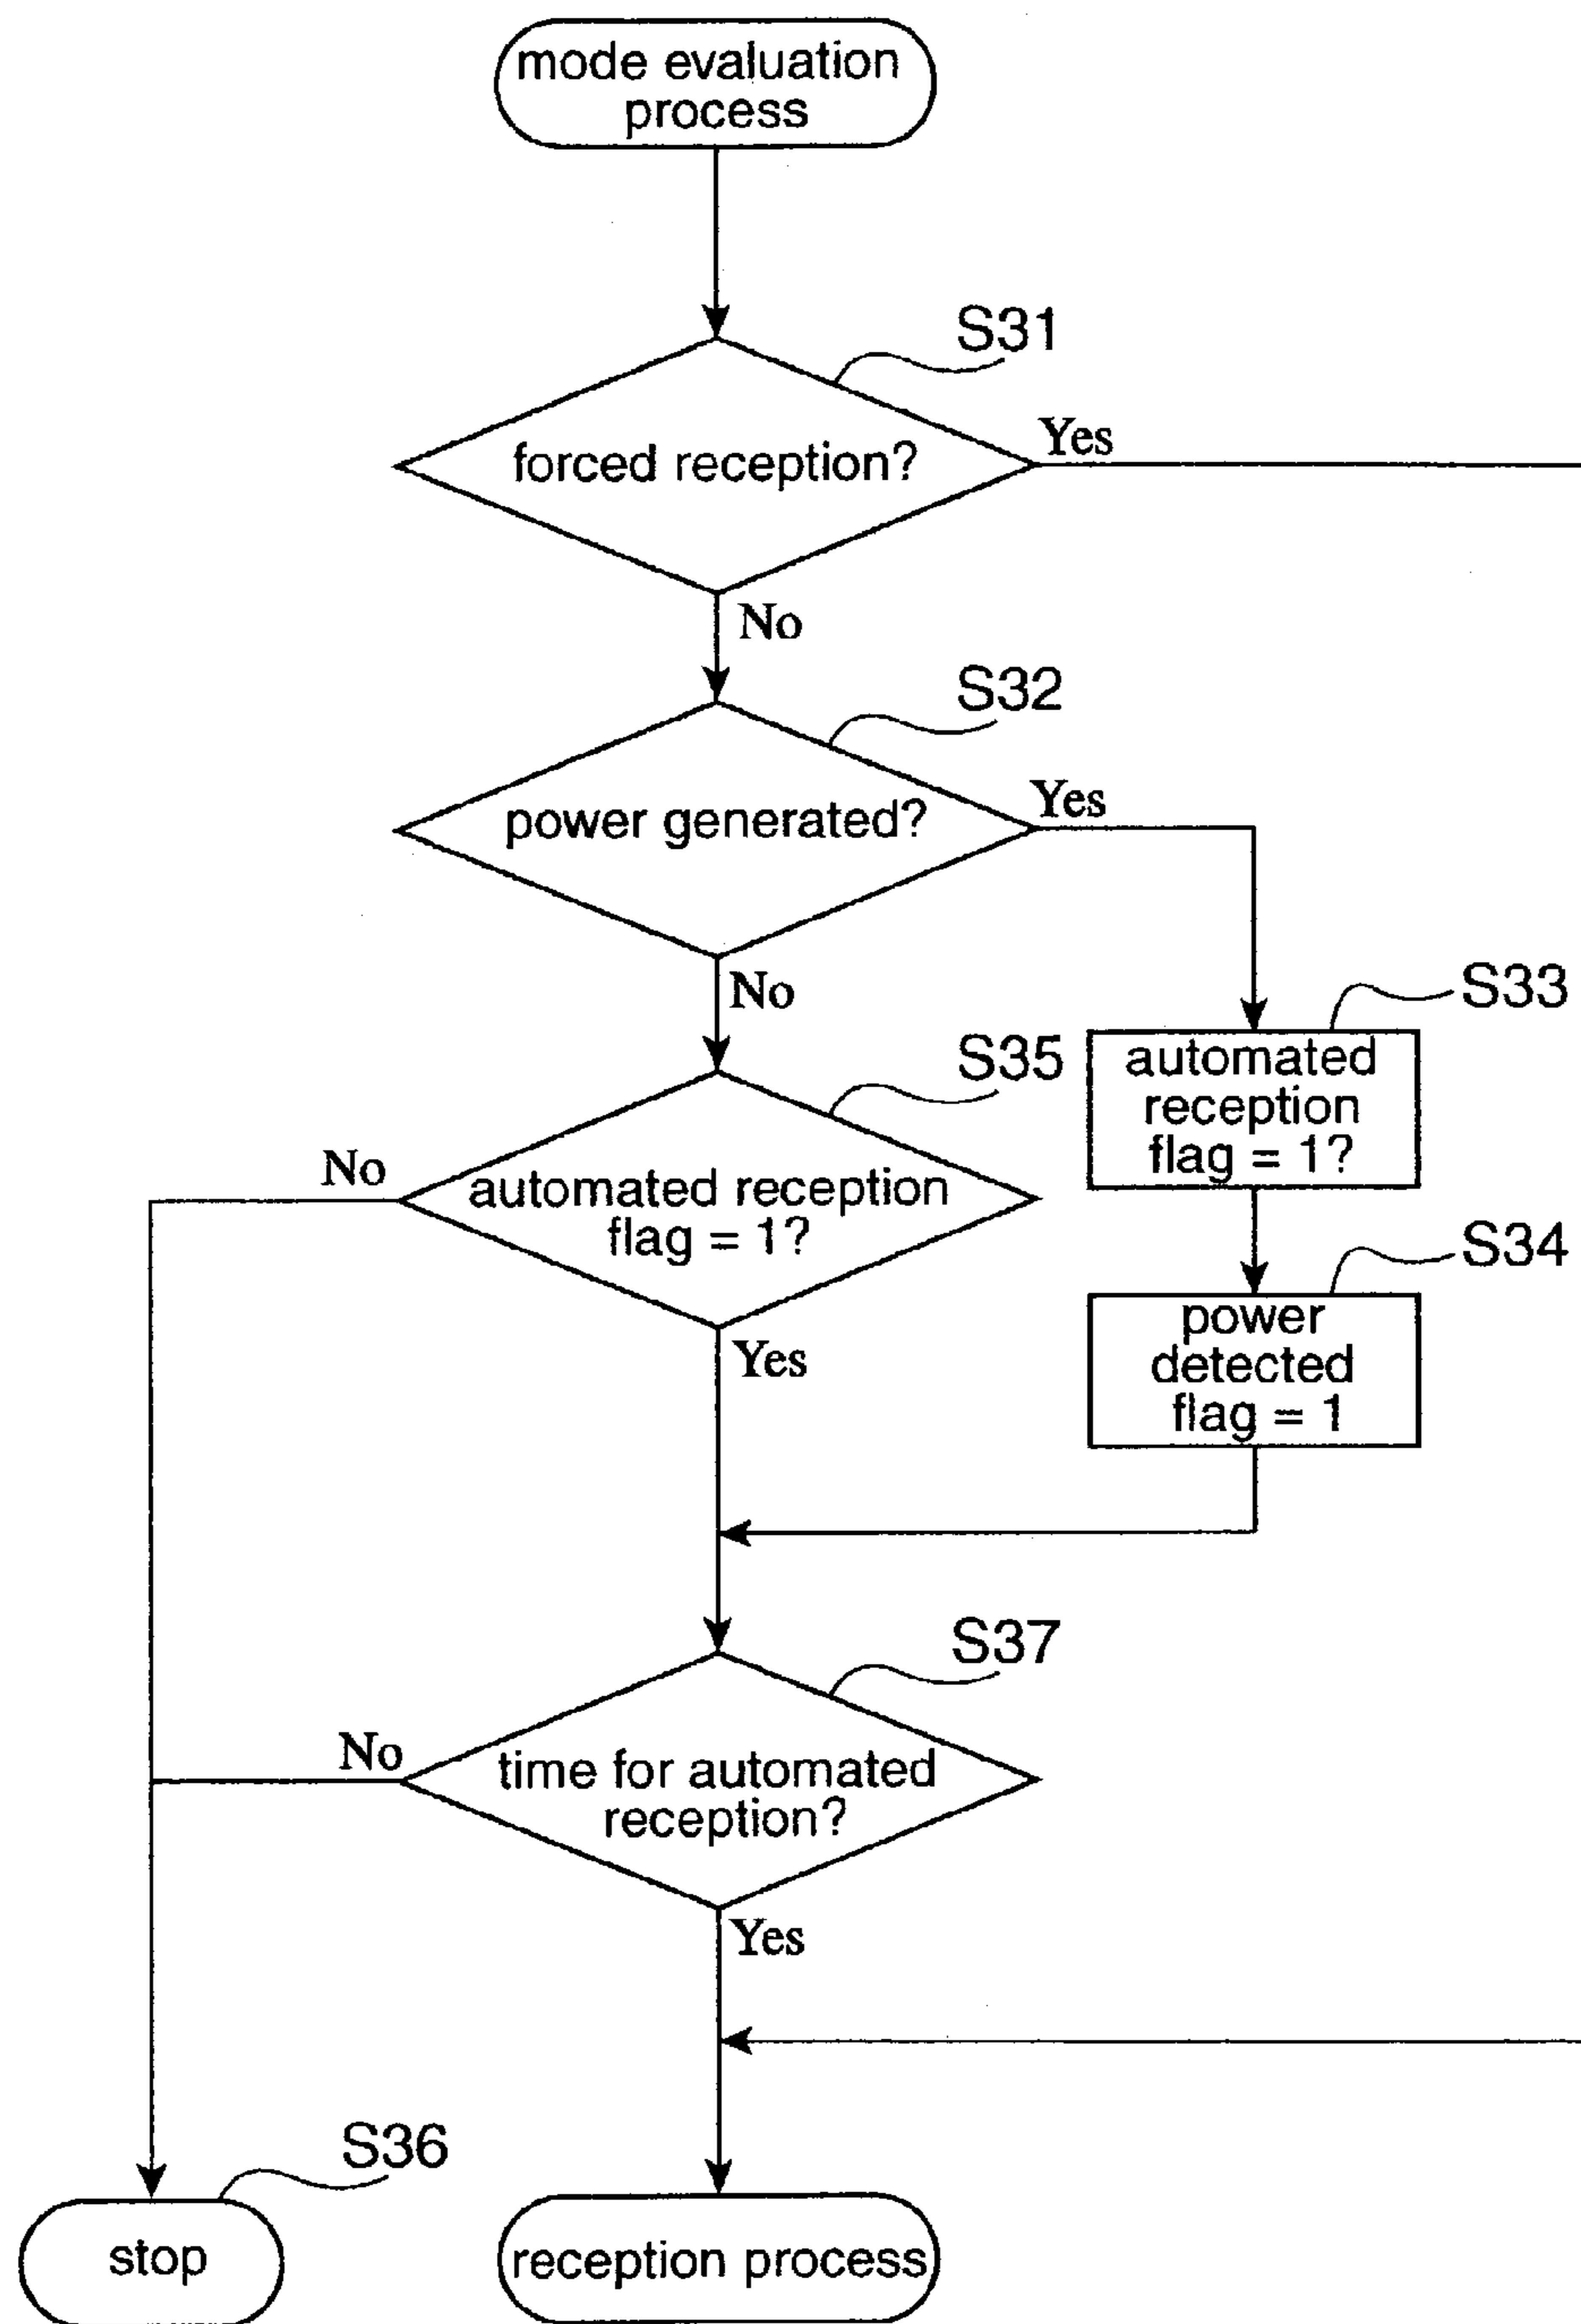 mode evaluation
process
S31
forced reception?
Yes
No
S32
power generated?
Yes
No
S33
automated
reception
flag = 1?
S35
automated reception
flag = 1?
No
Yes
S34
power
detected
flag = 1
S37
time for automated
reception?
No
Yes
S36
stop
reception process